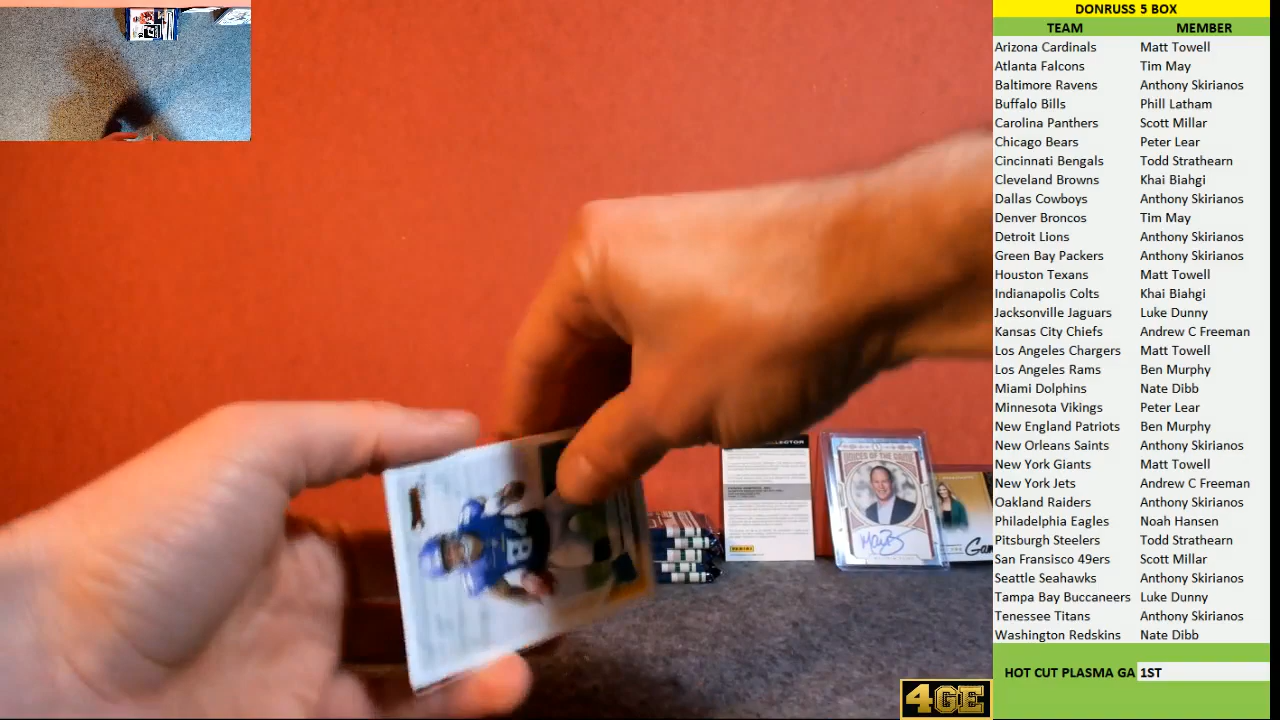 DONRUSS 5 BOX
TEAM MEMBER
Arizona Cardinals Matt Towell
Atlanta Falcons Tim May
Baltimore Ravens Anthony Skirianos
Buffalo Bills Phill Latham
Carolina Panthers Scott Millar
Chicago Bears Peter Lear
Cincinnati Bengals Todd Strathearn
Cleveland Browns Khai Biahgi
Dallas Cowboys Anthony Skirianos
Denver Broncos Tim May
Detroit Lions Anthony Skirianos
Green Bay Packers Anthony Skirianos
Houston Texans Matt Towell
Indianapolis Colts Khai Biahgi
Jacksonville Jaguars Luke Dunny
Kansas City Chiefs Andrew C Freeman
Los Angeles Chargers Matt Towell
Los Angeles Rams Ben Murphy
Miami Dolphins Nate Dibb
Minnesota Vikings Peter Lear
New England Patriots Ben Murphy
New Orleans Saints Anthony Skirianos
New York Giants Matt Towell
New York Jets Andrew C Freeman
Oakland Raiders Anthony Skirianos
Philadelphia Eagles Noah Hansen
Pitsburgh Steelers Todd Strathearn
San Fransisco 49ers Scott Millar
Seattle Seahawks Anthony Skirianos
Tampa Bay Buccaneers Luke Dunny
Tenessee Titans Anthony Skirianos
Washington Redskins Nate Dibb
HOT CUT PLASMA GA 1ST
4GE
PANINI